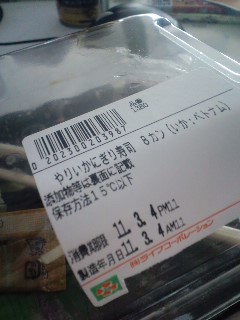 0 202300 203987
やりいかにぎり寿司 8カン(いか:ベトナム)
添加物等は裏面に記載
保存方法15℃以下
消費期限 11. 3. 4 PM11
製造年月日 11. 3. 4 AM11
㈱ライフコーポレーション